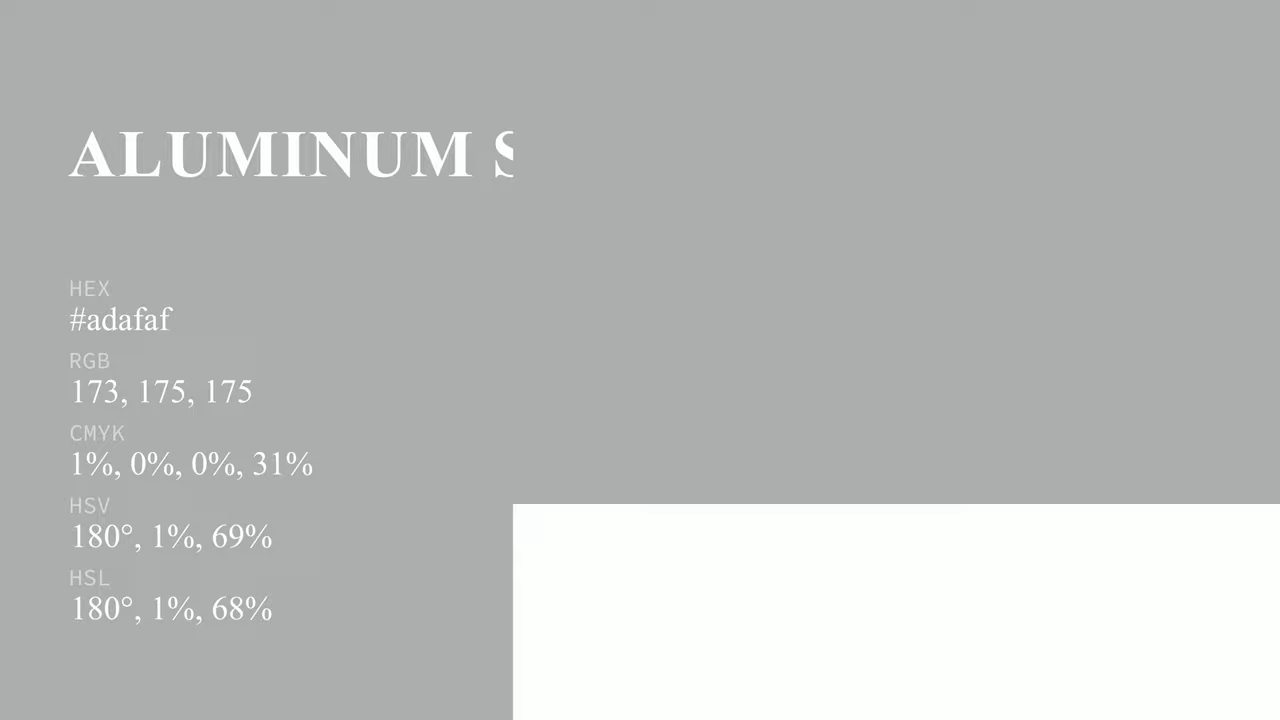 ALUMINUM S
HEX
#adafaf
RGB
173, 175, 175
CMYK
1%, 0%, 0%, 31%
HSV
180°, 1%, 69%
HSL
180°, 1%, 68%